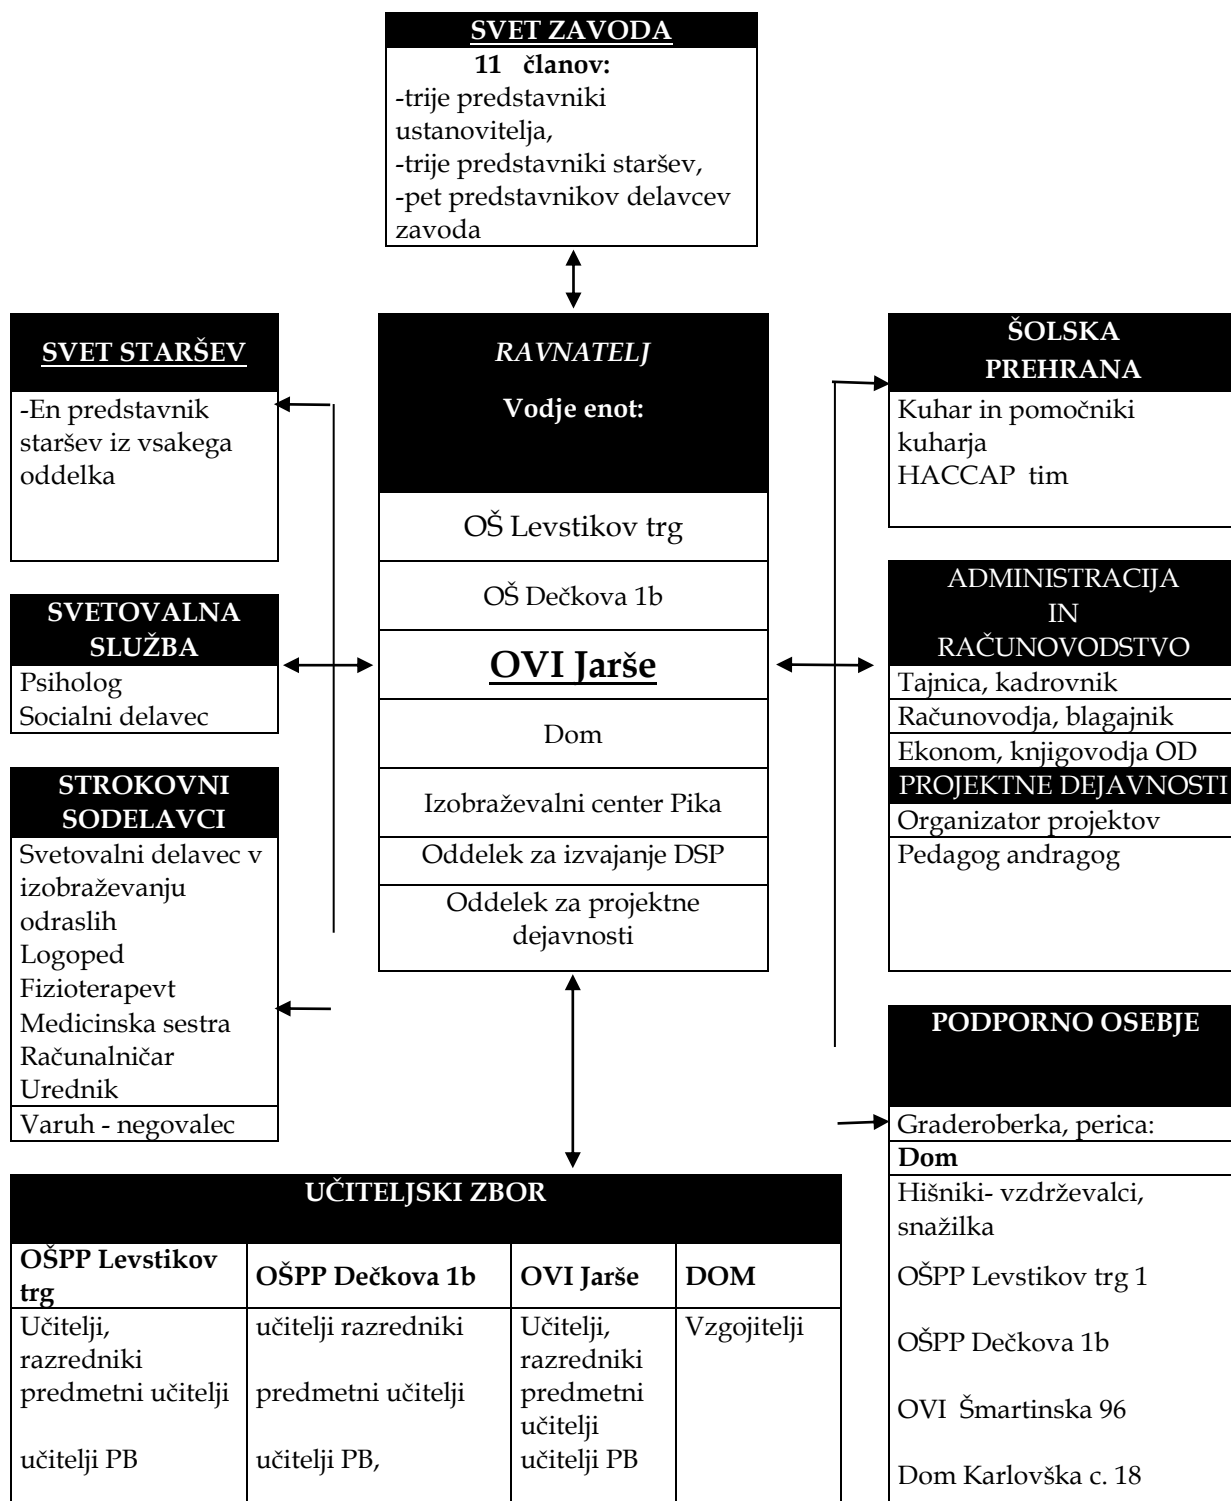 SVET ZAVODA
11 članov:
-trije predstavniki
ustanovitelja,
-trije predstavniki staršev,
-pet predstavnikov delavcev
zavoda
SVET STARŠEV
-En predstavnik
staršev iz vsakega
oddelka
SVETOVALNA
SLUŽBA
Psiholog
Socialni delavec
STROKOVNI
SODELAVCI
Svetovalni delavec v
izobraževanju
odraslih
Logoped
Fizioterapevt
Medicinska sestra
Računalničar
Urednik
Varuh - negovalec
RAVNATELJ
Vodje enot:
OŠ Levstikov trg
OŠ Dečkova 1b
OVI Jarše
Dom
Izobraževalni center Pika
Oddelek za izvajanje DSP
Oddelek za projektne
dejavnosti
ŠOLSKA
PREHRANA
Kuhar in pomočniki
kuharja
HACCAP tim
ADMINISTRACIJA
IN
RAČUNOVODSTVO
Tajnica, kadrovnik
Računovodja, blagajnik
Ekonom, knjigovodja OD
PROJEKTNE DEJAVNOSTI
Organizator projektov
Pedagog andragog
PODPORNO OSEBJE
Graderoberka, perica:
Dom
Hišniki- vzdrževalci,
snažilka
OŠPP Levstikov trg 1
OŠPP Dečkova 1b
OVI Šmartinska 96
Dom Karlovška c. 18
UČITELJSKI ZBOR
OŠPP Levstikov
trg
Učitelji,
razredniki
predmetni učitelji
učitelji PB
OŠPP Dečkova 1b
učitelji razredniki
predmetni učitelji
učitelji PB,
OVI Jarše
Učitelji,
razredniki
predmetni
učitelji
učitelji PB
DOM
Vzgojitelji